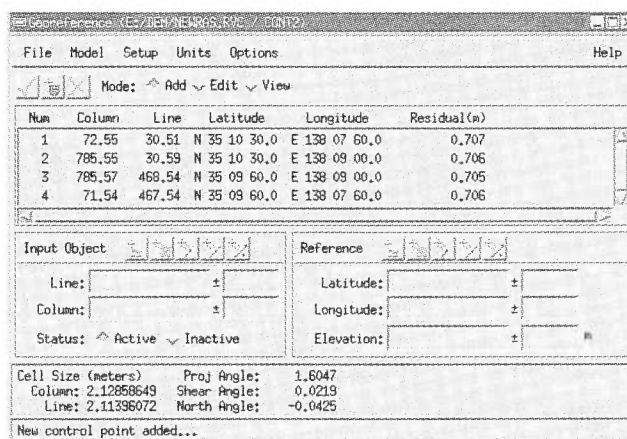 Georeference (E:/DEM/NEWRAS.RVC / CONT2)
File Model Setup Units Options Help
Mode: Add Edit View
Num Column Line Latitude Longitude Residual(m)
1 72.55 30.51 N 35 10 30.0 E 138 07 60.0 0.707
2 785.55 30.59 N 35 10 30.0 E 138 09 00.0 0.706
3 785.57 468.54 N 35 09 60.0 E 138 09 00.0 0.705
4 71.54 467.54 N 35 09 60.0 E 138 07 60.0 0.706
Input Object Reference
Line: ± Latitude: ±
Column: ± Longitude: ±
Status: Active Inactive Elevation: ± m
Cell Size (meters) Proj Angle: 1.6047
Column: 2.12858649 Shear Angle: 0.0219
Line: 2.11396072 North Angle: -0.0425
New control point added...